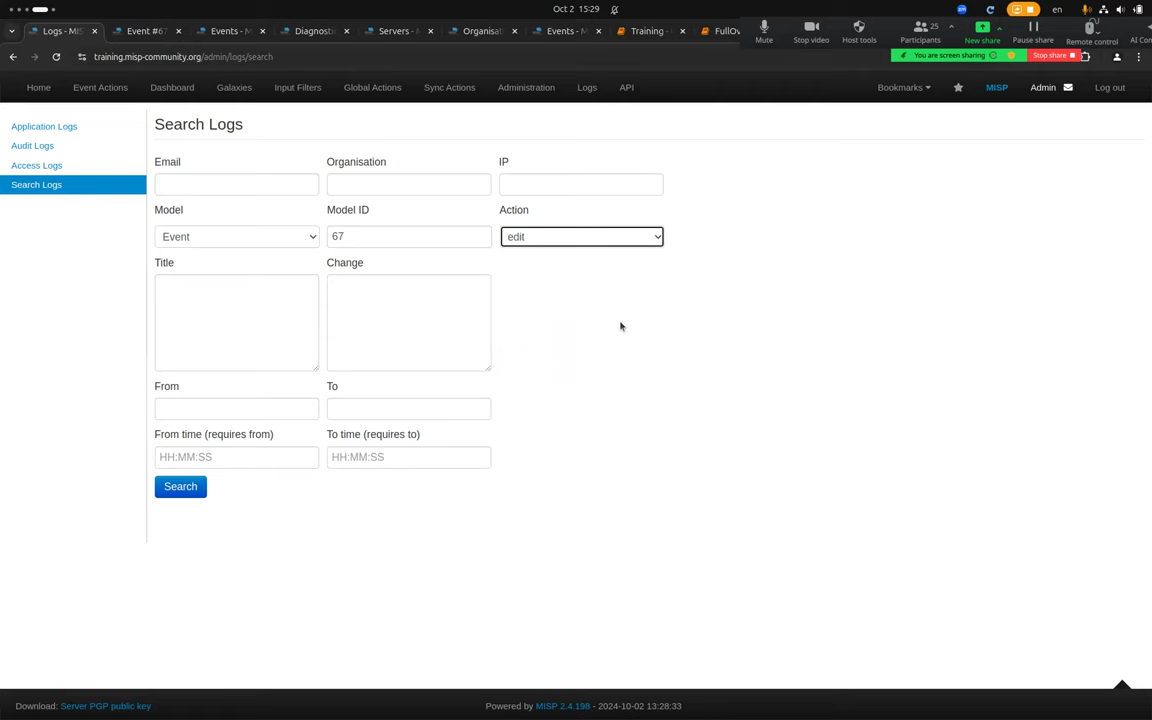 Oct 2 15:29
en
Logs - MIS
Event #67
Events - M
Diagnostic
Servers - M
Organisat
Events - M
Training -
FullOv
25
Mute
Stop video
Host tools
Participants
New share
Pause share
Remote control
AI Com
You are screen sharing
Stop share
training.misp-community.org/admin/logs/search
Home
Event Actions
Dashboard
Galaxies
Input Filters
Global Actions
Sync Actions
Administration
Logs
API
Bookmarks
MISP
Admin
Log out
Application Logs
Audit Logs
Access Logs
Search Logs
Search Logs
Email
Organisation
IP
Model
Model ID
Action
Event
67
edit
Title
Change
From
To
From time (requires from)
To time (requires to)
HH:MM:SS
HH:MM:SS
Search
Download: Server PGP public key
Powered by MISP 2.4.198 - 2024-10-02 13:28:33